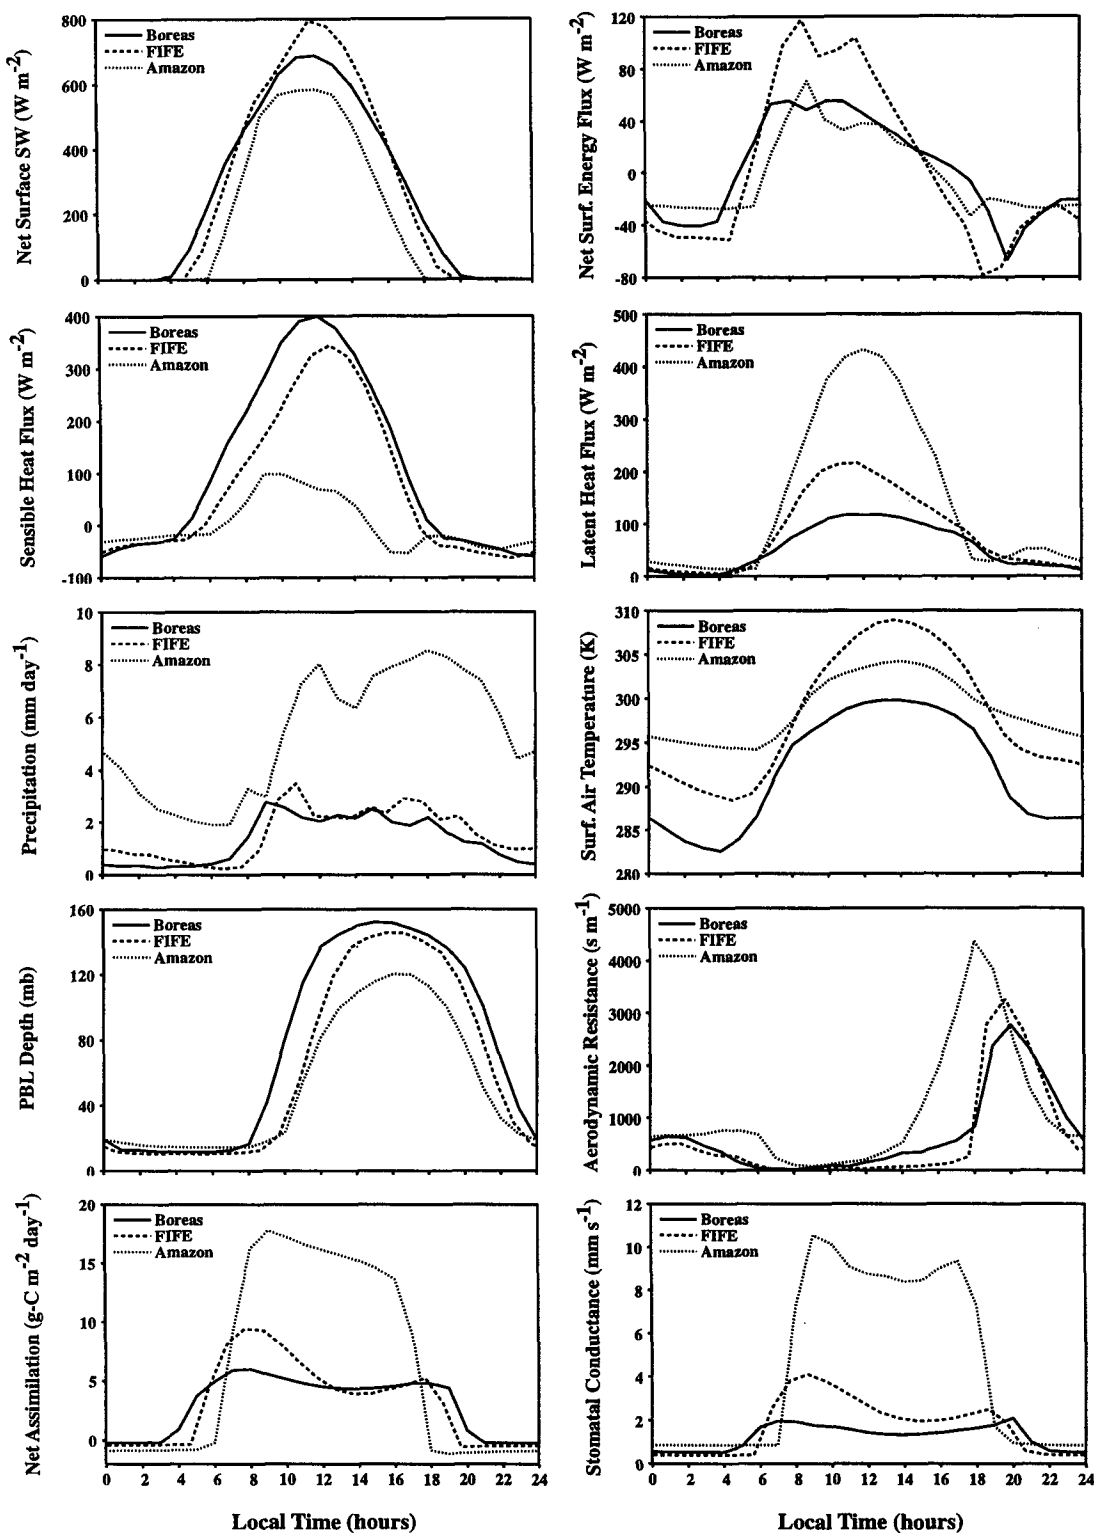 Net Surface SW (W m-2)
800
600
400
200
0
Boreas
FIFE
Amazon
Net Surf. Energy Flux (W m-2)
120
80
40
0
-40
-80
Boreas
FIFE
Amazon
Sensible Heat Flux (W m-2)
400
300
200
100
0
-100
Boreas
FIFE
Amazon
Latent Heat Flux (W m-2)
500
400
300
200
100
0
Boreas
FIFE
Amazon
Precipitation (mm day-1)
10
8
6
4
2
0
Boreas
FIFE
Amazon
Surf. Air Temperature (K)
310
305
300
295
290
285
280
Boreas
FIFE
Amazon
PBL Depth (mb)
160
120
80
40
0
Boreas
FIFE
Amazon
Aerodynamic Resistance (s m-1)
5000
4000
3000
2000
1000
0
Boreas
FIFE
Amazon
Net Assimilation (g-C m-2 day-1)
20
15
10
5
0
Boreas
FIFE
Amazon
0 2 4 6 8 10 12 14 16 18 20 22 24
Local Time (hours)
Stomatal Conductance (mm s-1)
12
10
8
6
4
2
0
Boreas
FIFE
Amazon
0 2 4 6 8 10 12 14 16 18 20 22 24
Local Time (hours)